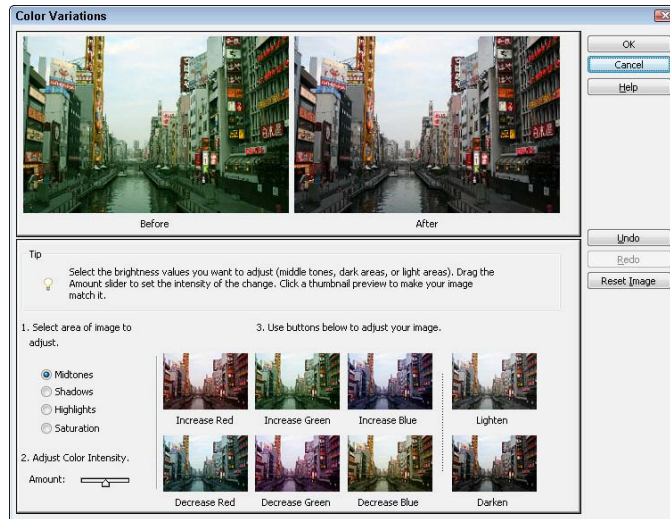 Color Variations
OK
Cancel
Help
Before
After
Undo
Redo
Reset Image
Tip
Select the brightness values you want to adjust (middle tones, dark areas, or light areas). Drag the
Amount slider to set the intensity of the change. Click a thumbnail preview to make your image
match it.
1. Select area of image to
adjust.
Midtones
Shadows
Highlights
Saturation
2. Adjust Color Intensity.
Amount:
3. Use buttons below to adjust your image.
Increase Red
Increase Green
Increase Blue
Lighten
Decrease Red
Decrease Green
Decrease Blue
Darken